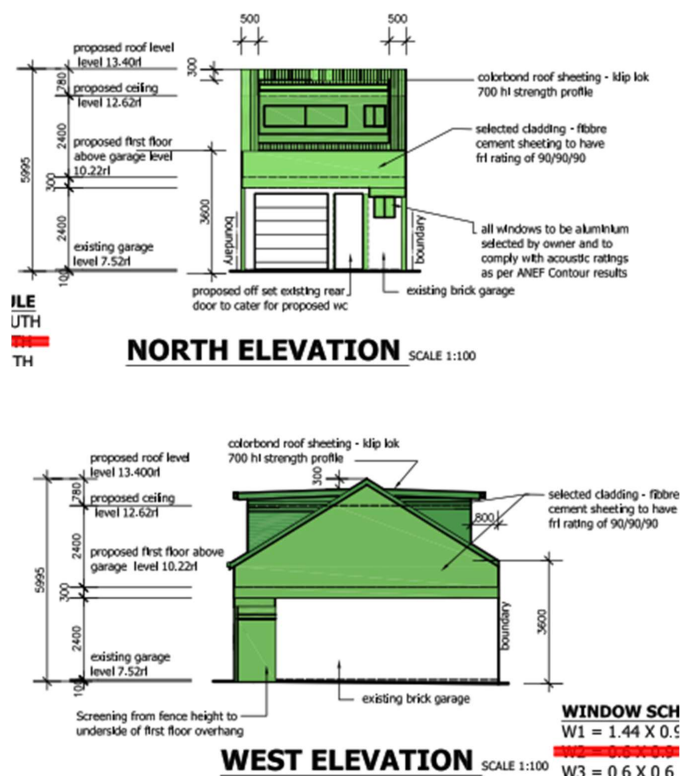 500
500
proposed roof level
level 13.40rl
300
780
colorbond roof sheeting - klip lok
700 hi strength profile
proposed ceiling
level 12.62rl
2400
selected cladding - fibbre
cement sheeting to have
frl rating of 90/90/90
proposed first floor
above garage level
10.22rl
5995
300
3600
2400
boundary
boundary
all windows to be aluminium
selected by owner and to
comply with acoustic ratings
as per ANEF Contour results
existing garage
level 7.52rl
100
proposed off set existing rear
door to cater for proposed wc
existing brick garage
ULE
UTH
TH
NORTH ELEVATION SCALE 1:100
colorbond roof sheeting - klip lok
700 hi strength profile
proposed roof level
level 13.400rl
300
780
proposed ceiling
level 12.62rl
selected cladding - fibbre
cement sheeting to have
frl rating of 90/90/90
800
2400
proposed first floor above
garage level 10.22rl
5995
300
3600
2400
boundary
existing garage
level 7.52rl
100
existing brick garage
Screening from fence height to
underside of first floor overhang
WINDOW SCH
W1 = 1.44 X 0.9
W3 = 0.6 X 0.6
WEST ELEVATION SCALE 1:100